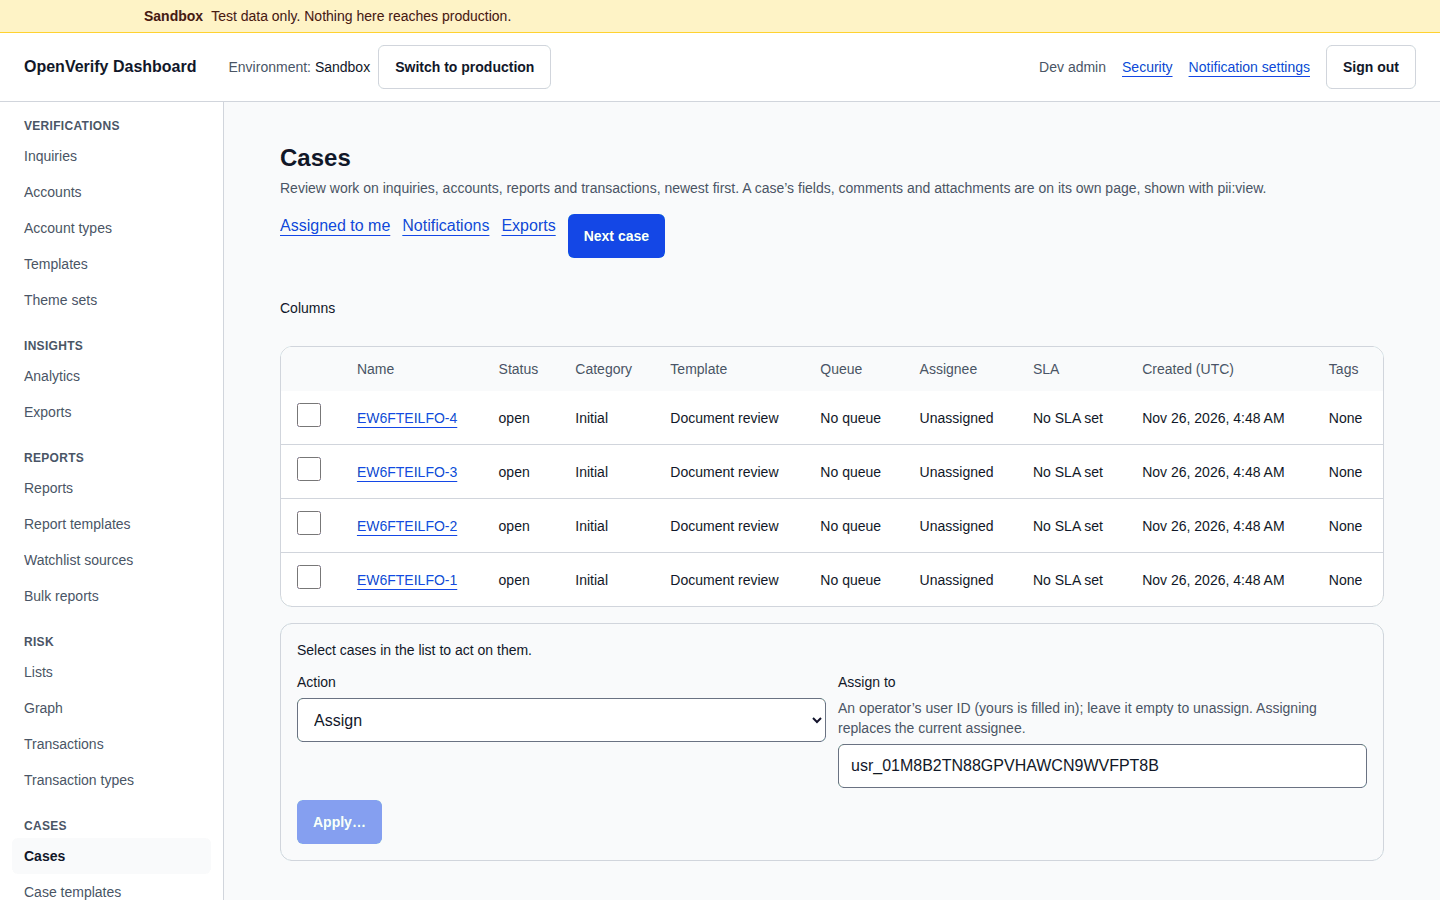 Sandbox Test data only. Nothing here reaches production.
OpenVerify Dashboard Environment: Sandbox Switch to production Dev admin Security Notification settings Sign out
VERIFICATIONS
Inquiries
Accounts
Account types
Templates
Theme sets
INSIGHTS
Analytics
Exports
REPORTS
Reports
Report templates
Watchlist sources
Bulk reports
RISK
Lists
Graph
Transactions
Transaction types
CASES
Cases
Case templates
Cases
Review work on inquiries, accounts, reports and transactions, newest first. A case’s fields, comments and attachments are on its own page, shown with pii:view.
Assigned to me Notifications Exports Next case
Columns
Name Status Category Template Queue Assignee SLA Created (UTC) Tags
EW6FTEILFO-4 open Initial Document review No queue Unassigned No SLA set Nov 26, 2026, 4:48 AM None
EW6FTEILFO-3 open Initial Document review No queue Unassigned No SLA set Nov 26, 2026, 4:48 AM None
EW6FTEILFO-2 open Initial Document review No queue Unassigned No SLA set Nov 26, 2026, 4:48 AM None
EW6FTEILFO-1 open Initial Document review No queue Unassigned No SLA set Nov 26, 2026, 4:48 AM None
Select cases in the list to act on them.
Action
Assign
Assign to
An operator’s user ID (yours is filled in); leave it empty to unassign. Assigning
replaces the current assignee.
usr_01M8B2TN88GPVHAWCN9WVFPT8B
Apply…